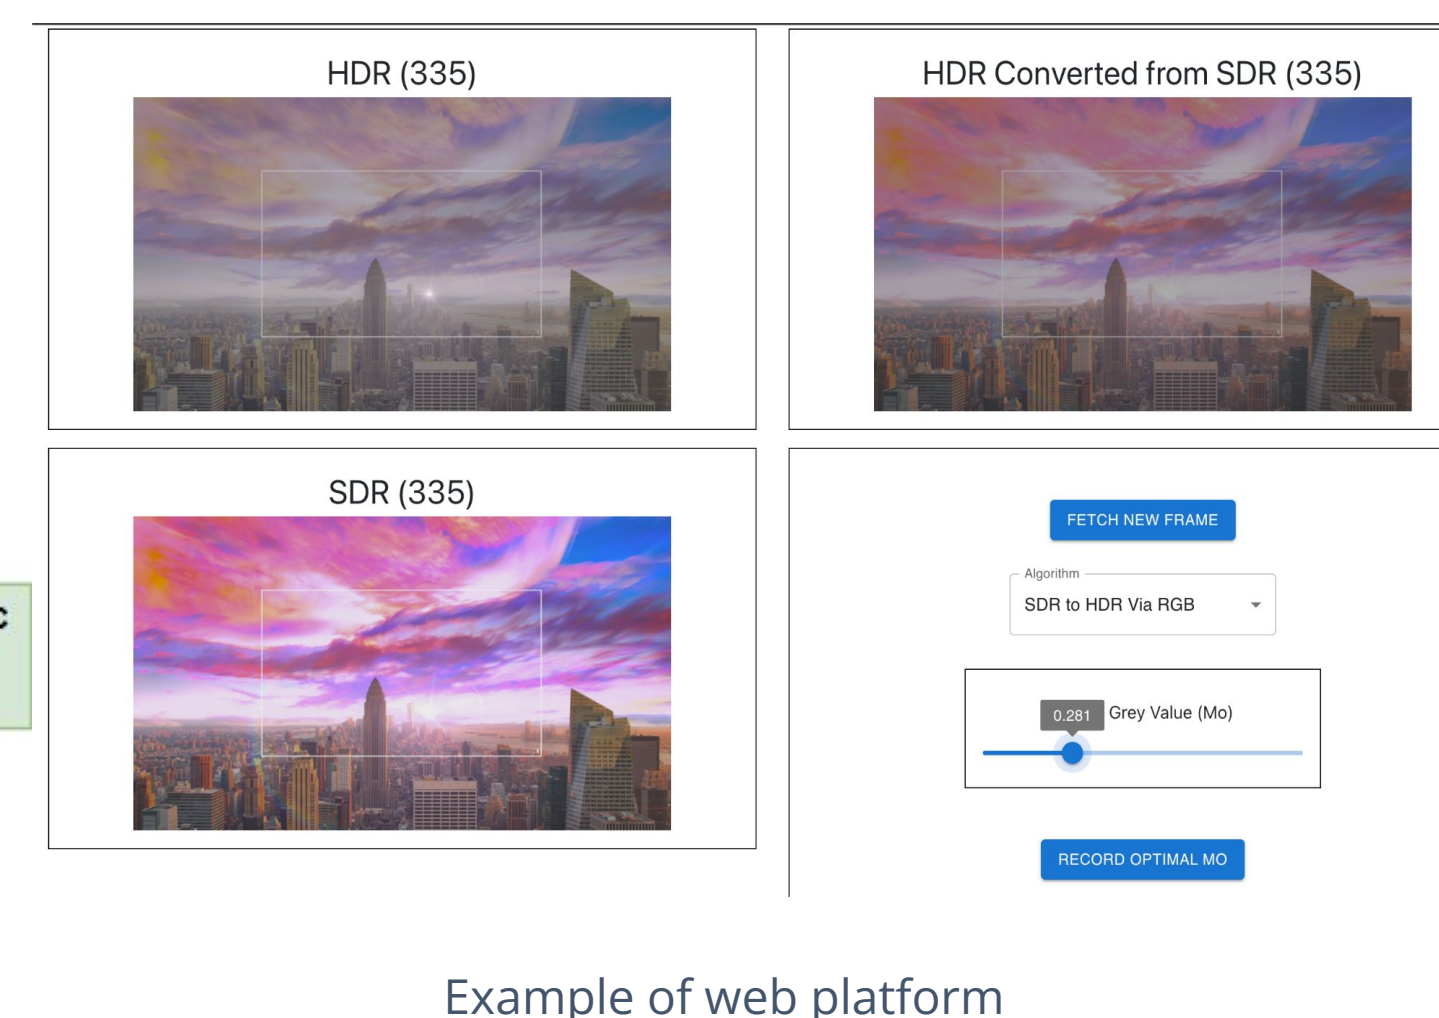 HDR (335)
HDR Converted from SDR (335)
SDR (335)
FETCH NEW FRAME
Algorithm
SDR to HDR Via RGB
0.281 Grey Value (Mo)
RECORD OPTIMAL MO
c
Example of web platform